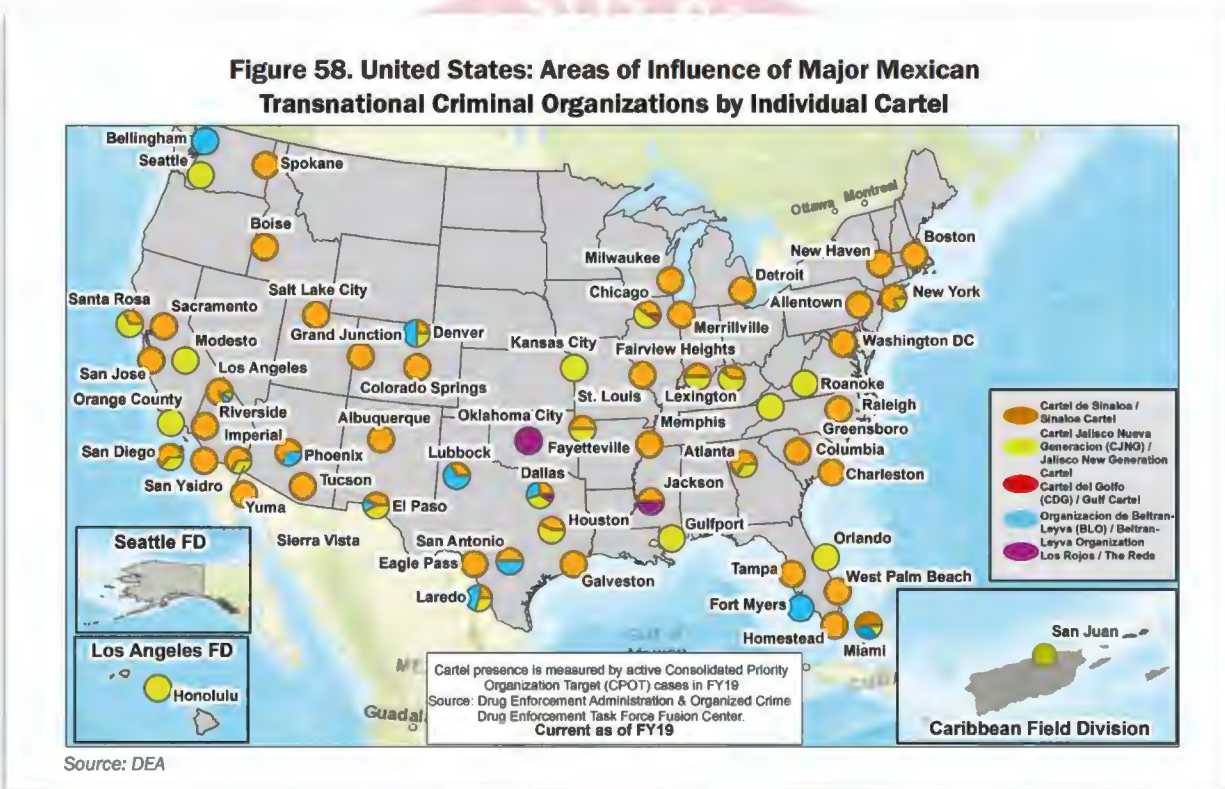 Figure 58. United States: Areas of Influence of Major Mexican
Transnational Criminal Organizations by Individual Cartel
Bellingham
Seattle
Spokane
Boise
Ottawa
Montreal
Boston
New Haven
Milwaukee
Detroit
Santa Rosa
Sacramento
Salt Lake City
Chicago
Allentown
New York
Modesto
Grand Junction
Denver
Kansas City
Merrillville
Washington DC
San Jose
Los Angeles
Fairview Heights
Orange County
Colorado Springs
St. Louis
Lexington
Roanoke
Riverside
Albuquerque
Oklahoma City
Memphis
Raleigh
Imperial
Greensboro
San Diego
Phoenix
Lubbock
Fayetteville
Atlanta
Columbia
San Ysidro
Tucson
Dallas
Jackson
Charleston
Yuma
El Paso
Houston
Gulfport
Sierra Vista
San Antonio
Orlando
Eagle Pass
Galveston
Tampa
West Palm Beach
Laredo
Fort Myers
Homestead
Miami
Cartel de Sinaloa /
Sinaloa Cartel
Cartel Jalisco Nueva
Generacion (CJNG) /
Jalisco New Generation
Cartel
Cartel del Golfo
(CDG) / Gulf Cartel
Organizacion de Beltran-
Leyva (BLO) / Beltran-
Leyva Organization
Los Rojos / The Reds
Seattle FD
Los Angeles FD
Honolulu
San Juan
Caribbean Field Division
Cartel presence is measured by active Consolidated Priority
Organization Target (CPOT) cases in FY19
Source: Drug Enforcement Administration & Organized Crime
Drug Enforcement Task Force Fusion Center.
Current as of FY19
Source: DEA